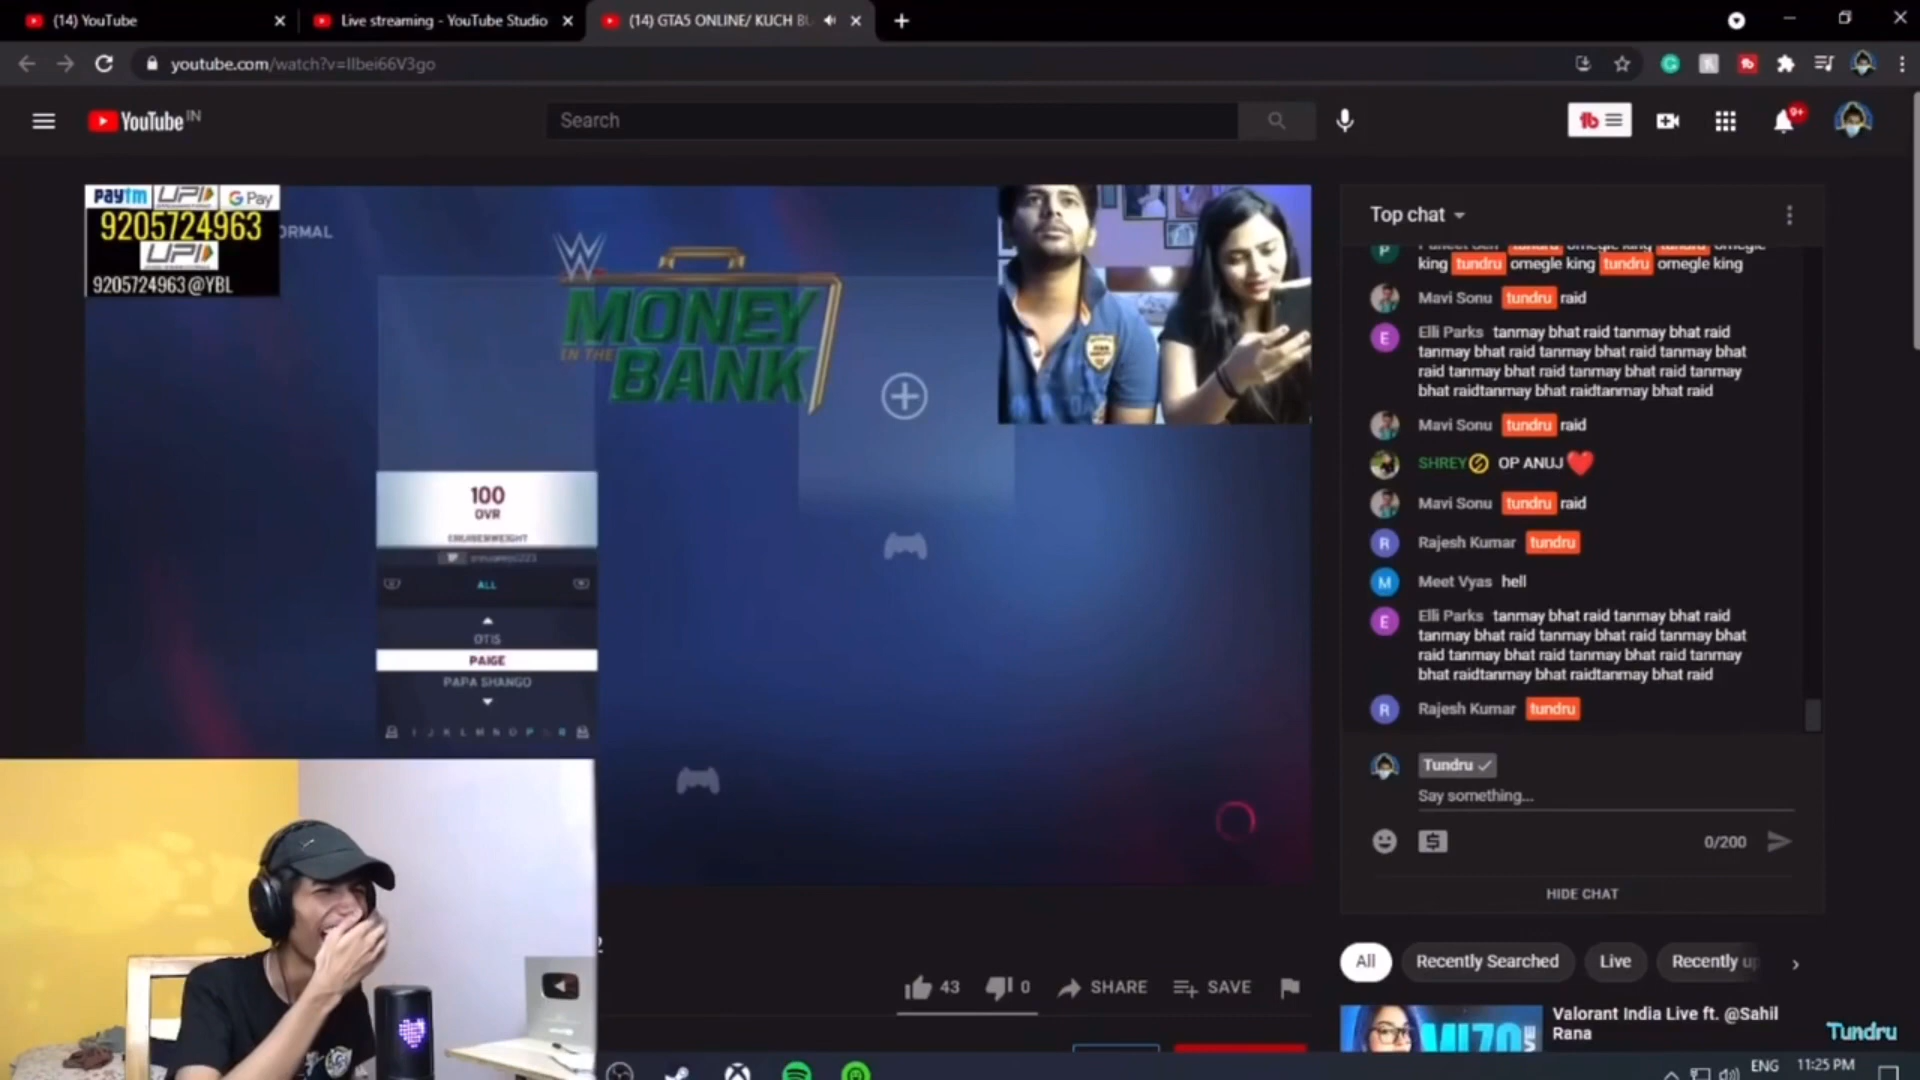 (14) YouTube
Live streaming - YouTube Studio
(14) GTA5 ONLINE/ KUCH BU
youtube.com/watch?v=IIbei66V3go
YouTube IN
Search
9+
Paytm UPI G Pay
9205724963
UPI
9205724963@YBL
ORMAL
W
MONEY
IN THE
BANK
100
OVR
CRUISERWEIGHT
ALL
OTIS
PAIGE
PAPA SHANGO
I J K L M N O P
Top chat
king tundru omegle king tundru omegle king
Mavi Sonu tundru raid
Elli Parks tanmay bhat raid tanmay bhat raid
tanmay bhat raid tanmay bhat raid tanmay bhat
raid tanmay bhat raid tanmay bhat raid tanmay
bhat raidtanmay bhat raidtanmay bhat raid
Mavi Sonu tundru raid
SHREY OP ANUJ
Mavi Sonu tundru raid
R Rajesh Kumar tundru
M Meet Vyas hell
E Elli Parks tanmay bhat raid tanmay bhat raid
tanmay bhat raid tanmay bhat raid tanmay bhat
raid tanmay bhat raid tanmay bhat raid tanmay
bhat raidtanmay bhat raidtanmay bhat raid
R Rajesh Kumar tundru
Tundru
Say something...
0/200
HIDE CHAT
43 0 SHARE SAVE
All Recently Searched Live Recently up
Valorant India Live ft. @Sahil
Rana
Tundru
ENG 11:25 PM